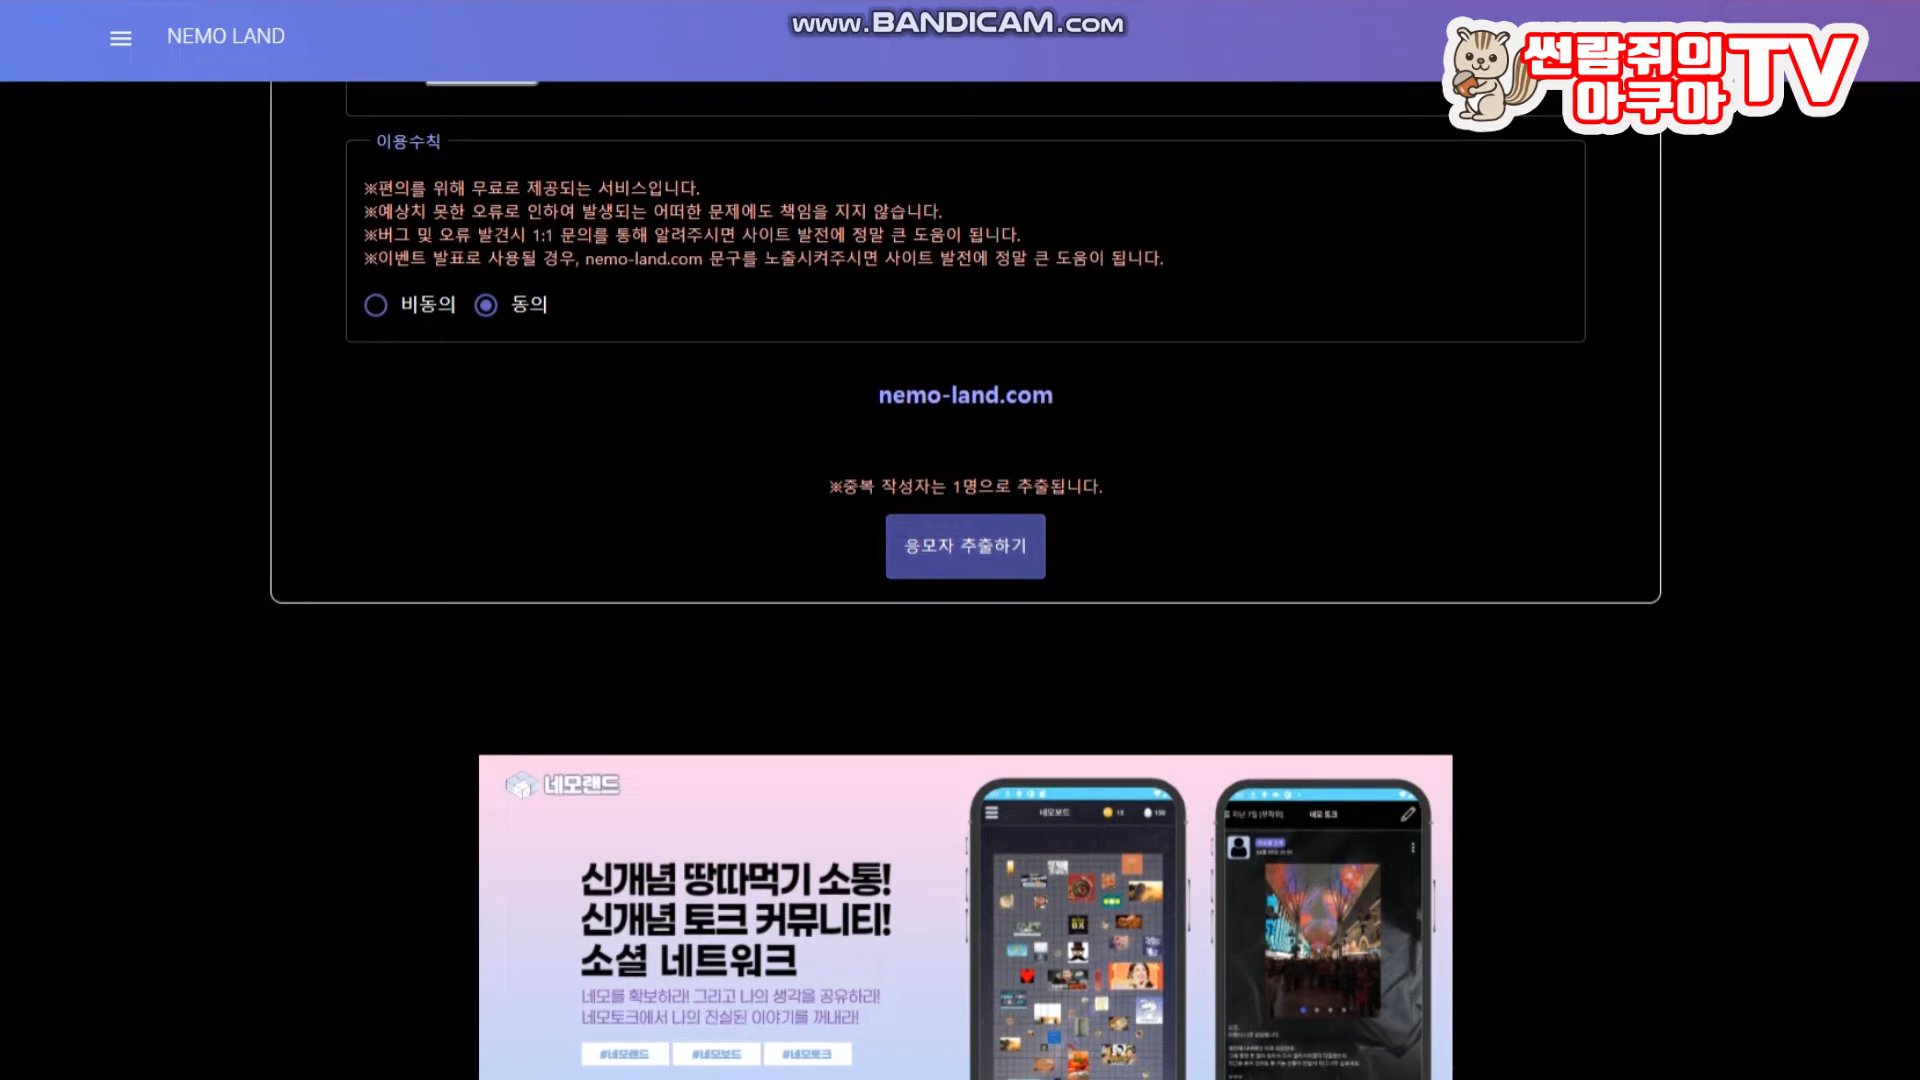 NEMO LAND
www.BANDICAM.com
썬람쥐의
아쿠아
TV
이용수칙
※편의를 위해 무료로 제공되는 서비스입니다.
※예상치 못한 오류로 인하여 발생되는 어떠한 문제에도 책임을 지지 않습니다.
※버그 및 오류 발견시 1:1 문의를 통해 알려주시면 사이트 발전에 정말 큰 도움이 됩니다.
※이벤트 발표로 사용될 경우, nemo-land.com 문구를 노출시켜주시면 사이트 발전에 정말 큰 도움이 됩니다.
비동의 동의
nemo-land.com
※중복 작성자는 1명으로 추출됩니다.
응모자 추출하기
네모랜드
신개념 땅따먹기 소통!
신개념 토크 커뮤니티!
소셜 네트워크
네모를 확보하라! 그리고 나의 생각을 공유하라!
네모토크에서 나의 진실된 이야기를 꺼내라!
#네모랜드 #네모보드 #네모토크
네모보드
네모 토크